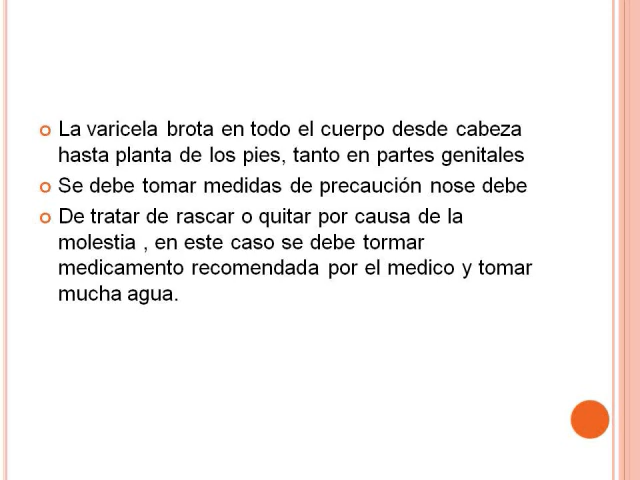 La varicela brota en todo el cuerpo desde cabeza
hasta planta de los pies, tanto en partes genitales
Se debe tomar medidas de precaución nose debe
De tratar de rascar o quitar por causa de la
molestia , en este caso se debe tormar
medicamento recomendada por el medico y tomar
mucha agua.